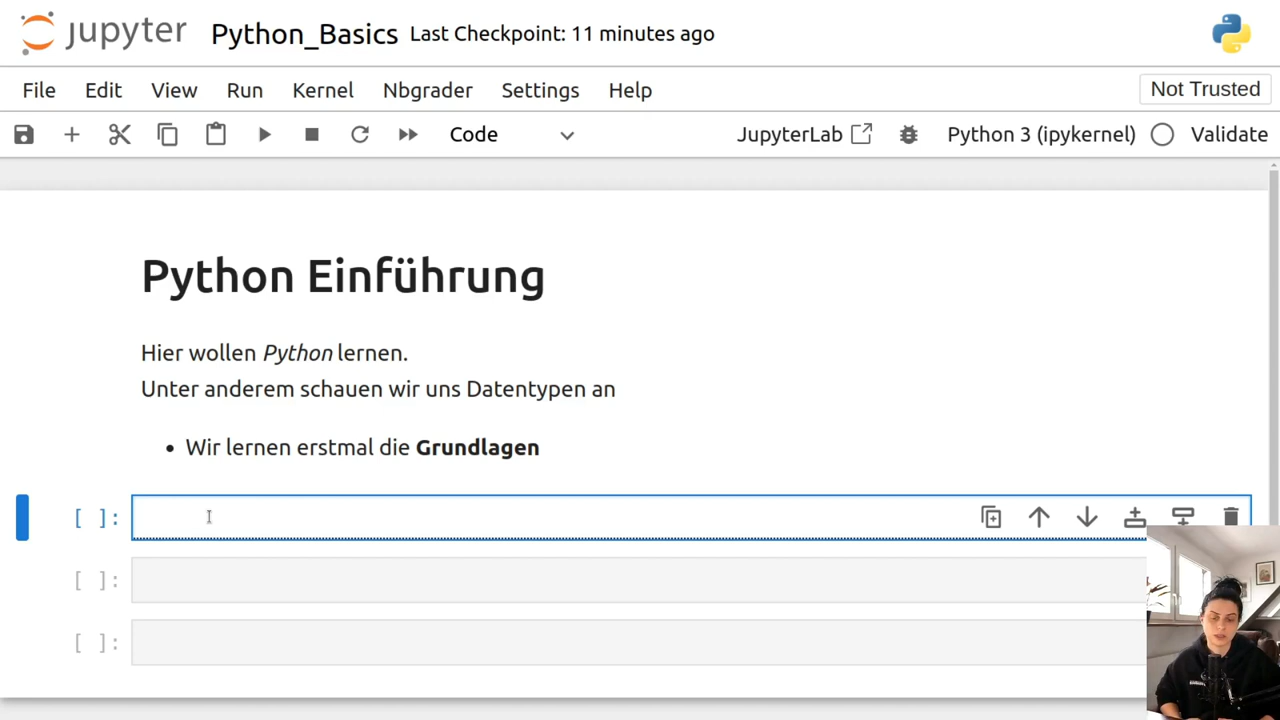 jupyter Python_Basics Last Checkpoint: 11 minutes ago
File Edit View Run Kernel Nbgrader Settings Help Not Trusted
Code JupyterLab Python 3 (ipykernel) Validate
Python Einführung
Hier wollen Python lernen.
Unter anderem schauen wir uns Datentypen an
• Wir lernen erstmal die Grundlagen
[ ]:
[ ]:
[ ]: